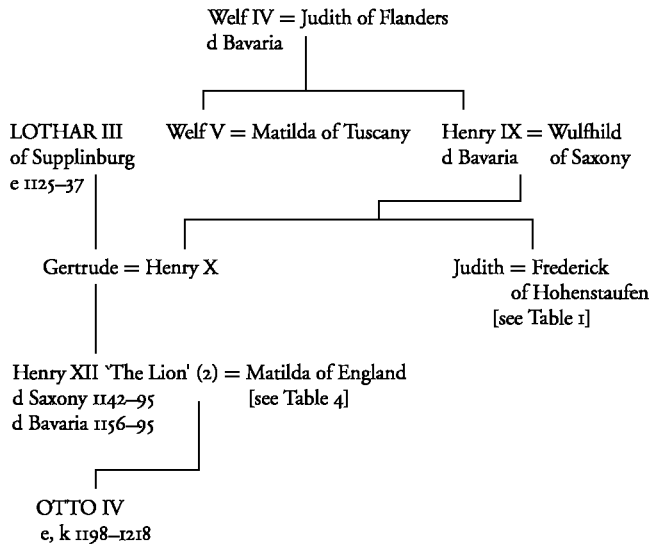 Welf IV = Judith of Flanders
d Bavaria
LOTHAR III
of Supplinburg
e 1125–37
Welf V = Matilda of Tuscany
Henry IX = Wulfhild
d Bavaria of Saxony
Gertrude = Henry X
Judith = Frederick
of Hohenstaufen
[see Table 1]
Henry XII 'The Lion' (2) = Matilda of England
d Saxony 1142–95 [see Table 4]
d Bavaria 1156–95
OTTO IV
e, k 1198–1218